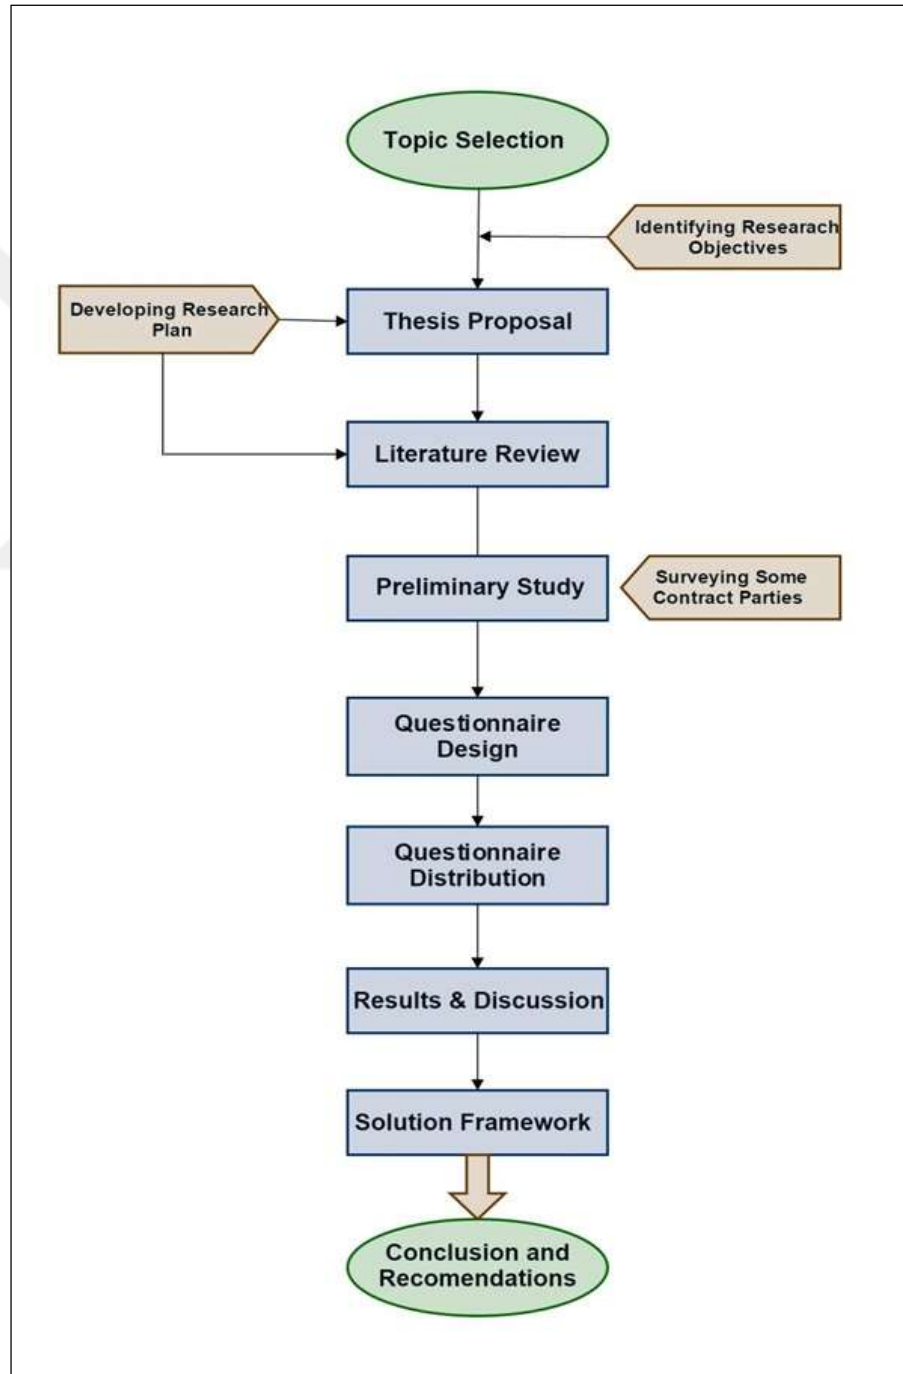 Topic Selection
Identifying Researach
Objectives
Developing Research
Plan
Thesis Proposal
Literature Review
Preliminary Study
Surveying Some
Contract Parties
Questionnaire
Design
Questionnaire
Distribution
Results & Discussion
Solution Framework
Conclusion and
Recomendations